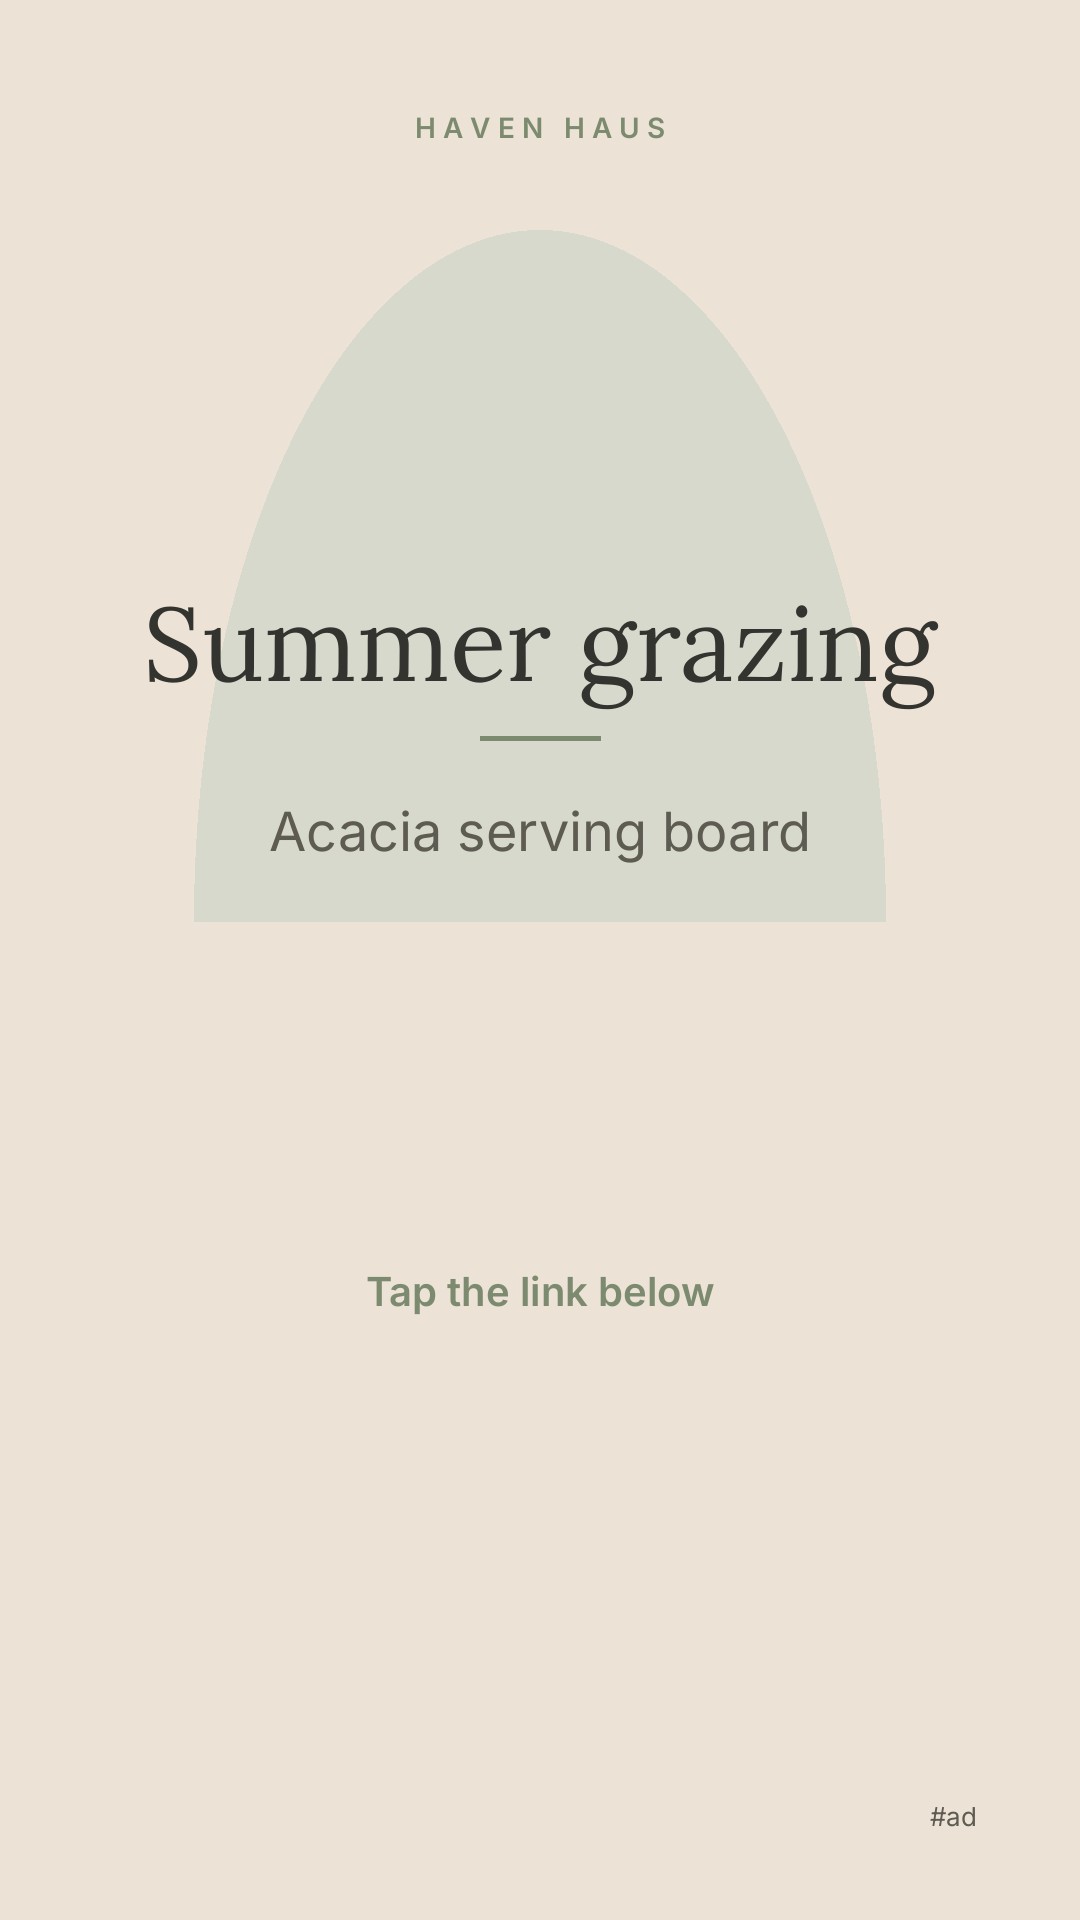 HAVEN HAUS
Summer grazing
Acacia serving board
Tap the link below
#ad